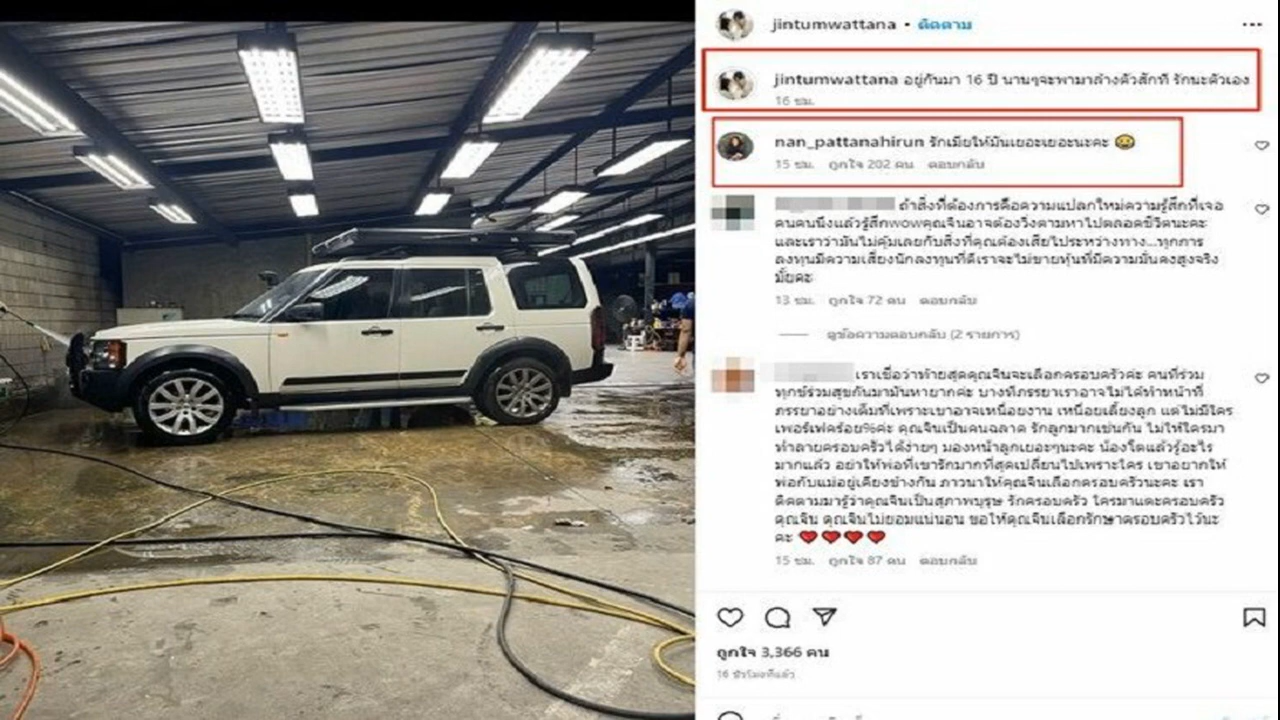 jintumwattana • ติดตาม
jintumwattana อยู่กันมา 16 ปี นานๆจะพามาล้างตัวสักที รักนะตัวเอง
16 ชม.
nan_pattanahirun รักเมียให้มันเยอะเยอะนะคะ 😂
15 ชม. ถูกใจ 202 คน ตอบกลับ
ถ้าสิ่งที่ต้องการคือความแปลกใหม่ความรู้สึกที่เจอ
คนคนนึงแล้วรู้สึกwowคุณจีนอาจต้องวิ่งตามหาไปตลอดชีวิตนะคะ
และเราว่ามันไม่คุ้มเลยกับสิ่งที่คุณต้องเสียไประหว่างทาง...ทุกการ
ลงทุนมีความเสี่ยงนักลงทุนที่ดีเราจะไม่ขายหุ้นที่มีความมั่นคงสูงจริง
มั้ยคะ
13 ชม. ถูกใจ 72 คน ตอบกลับ
ดูข้อความตอบกลับ (2 รายการ)
เราเชื่อว่าท้ายสุดคุณจีนจะเลือกครอบครัวค่ะ คนที่ร่วม
ทุกข์ร่วมสุขกันมามันหายากค่ะ บางทีภรรยาเราอาจไม่ได้ทำหน้าที่
ภรรยาอย่างเต็มที่เพราะเขาอาจเหนื่อยงาน เหนื่อยเลี้ยงลูก แต่ไม่มีใคร
เพอร์เฟคร้อย%ค่ะ คุณจีนเป็นคนฉลาด รักลูกมากเช่นกัน ไม่ให้ใครมา
ทำลายครอบครัวได้ง่ายๆ มองหน้าลูกเยอะๆนะคะ น้องโตแล้วรู้อะไร
มากแล้ว อย่าให้พ่อที่เขารักมากที่สุดเปลี่ยนไปเพราะใคร เขาอยากให้
พ่อกับแม่อยู่เคียงข้างกัน ภาวนาให้คุณจีนเลือกครอบครัวนะคะ เรา
ติดตามมารู้ว่าคุณจีนเป็นสุภาพบุรุษ รักครอบครัว ใครมาแตะครอบครัว
คุณจีน คุณจีนไม่ยอมแน่นอน ขอให้คุณจีนเลือกรักษาครอบครัวไว้นะ
คะ ❤️❤️❤️❤️
15 ชม. ถูกใจ 87 คน ตอบกลับ
ถูกใจ 3,366 คน
16 ชั่วโมงที่แล้ว